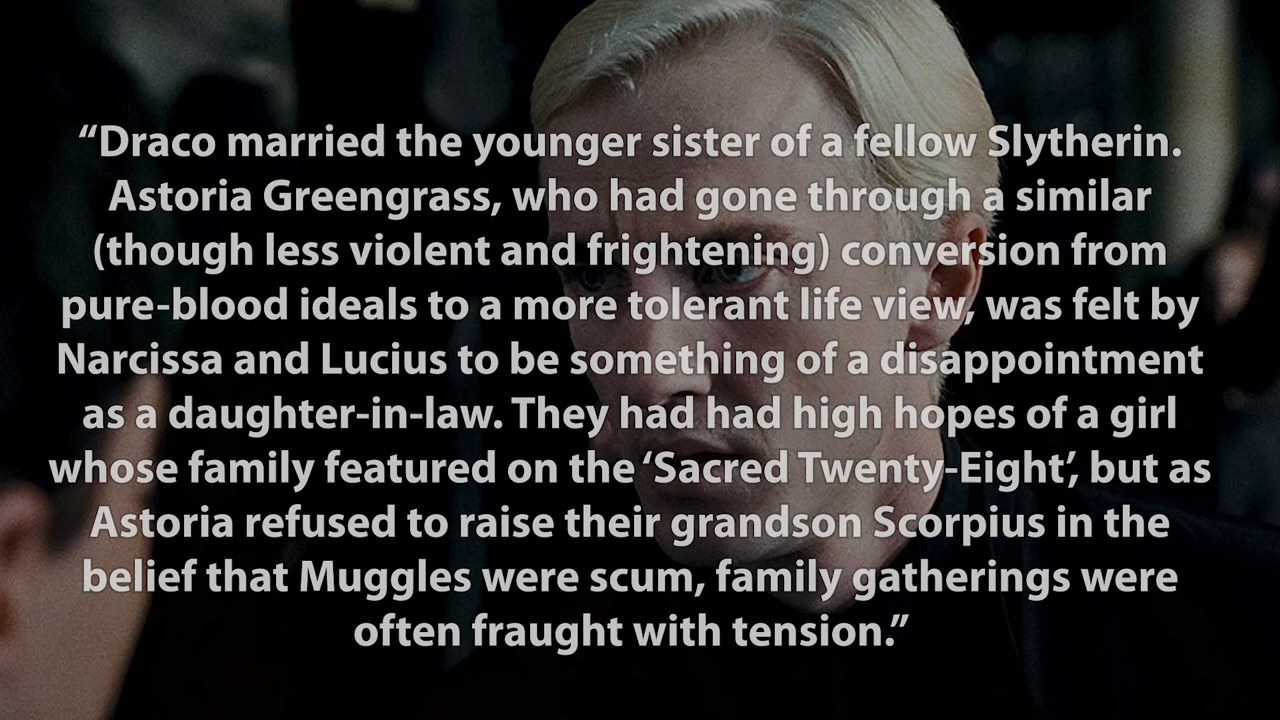 “Draco married the younger sister of a fellow Slytherin.
Astoria Greengrass, who had gone through a similar
(though less violent and frightening) conversion from
pure-blood ideals to a more tolerant life view, was felt by
Narcissa and Lucius to be something of a disappointment
as a daughter-in-law. They had had high hopes of a girl
whose family featured on the ‘Sacred Twenty-Eight’, but as
Astoria refused to raise their grandson Scorpius in the
belief that Muggles were scum, family gatherings were
often fraught with tension.”